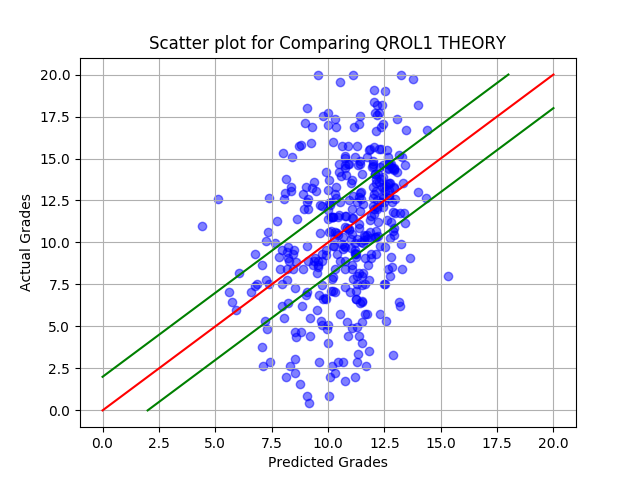 Scatter plot for Comparing QROL1 THEORY
20.0
17.5
15.0
12.5
10.0
7.5
5.0
2.5
0.0
Actual Grades
0.0 2.5 5.0 7.5 10.0 12.5 15.0 17.5 20.0
Predicted Grades